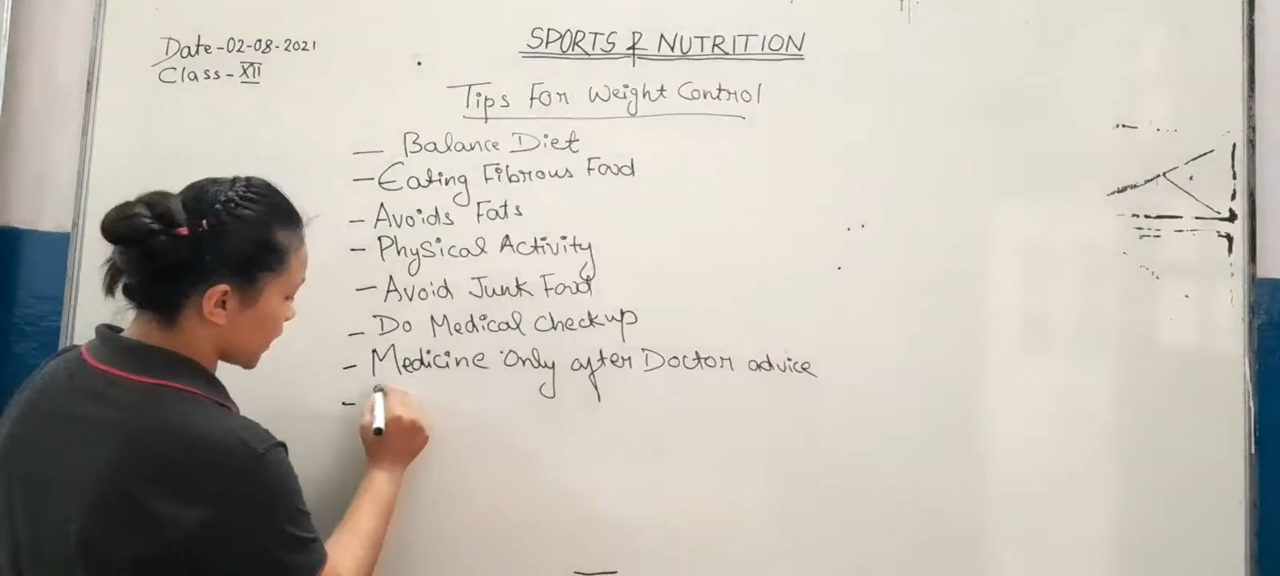 Date-02-08-2021
Class-XII
SPORTS & NUTRITION
Tips For Weight Control
— Balance Diet
- Eating Fibrous Food
- Avoids Fats
- Physical Activity
- Avoid Junk Food
- Do Medical Checkup
- Medicine Only after Doctor advice
-